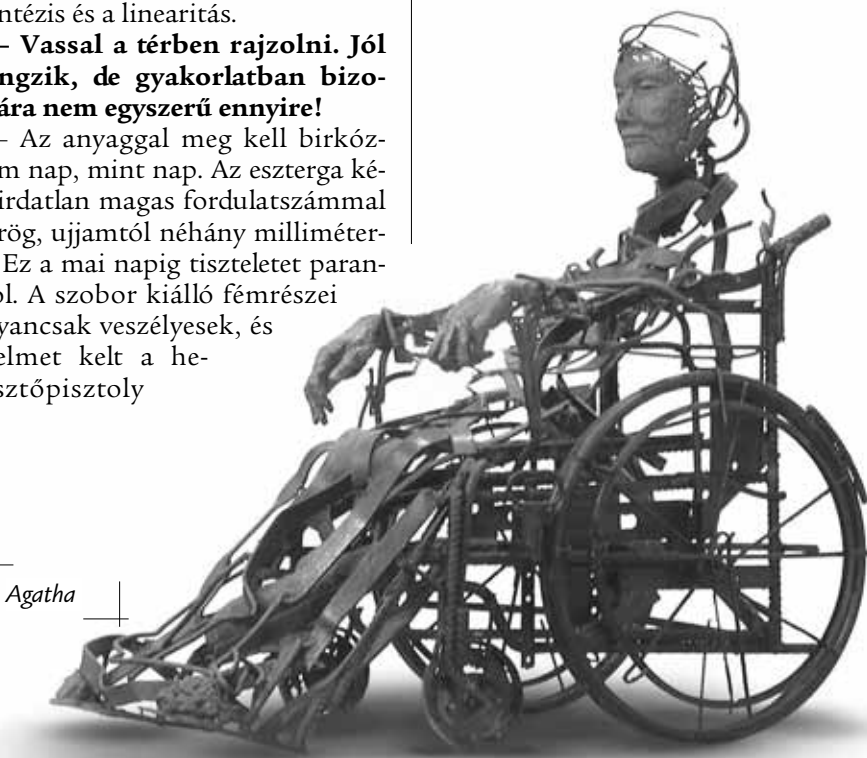 ntézis és a linearitás.
– Vassal a térben rajzolni. Jól
ngzik, de gyakorlatban bizo-
ára nem egyszerű ennyire!
– Az anyaggal meg kell birkóz-
m nap, mint nap. Az eszterga ké-
irdatlan magas fordulatszámmal
rög, ujjamtól néhány milliméter-
Ez a mai napig tiszteletet paran-
ol. A szobor kiálló fémrészei
yancsak veszélyesek, és
elmet kelt a he-
sztőpisztoly
Agatha